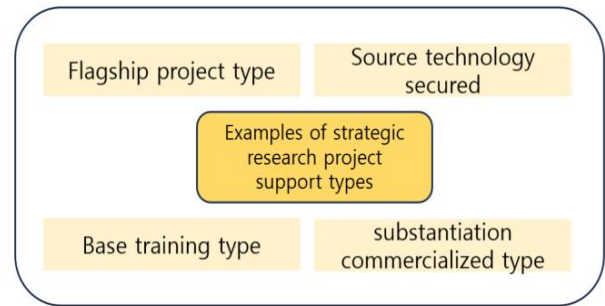 Flagship project type
Source technology
secured
Examples of strategic
research project
support types
Base training type
substantiation
commercialized type